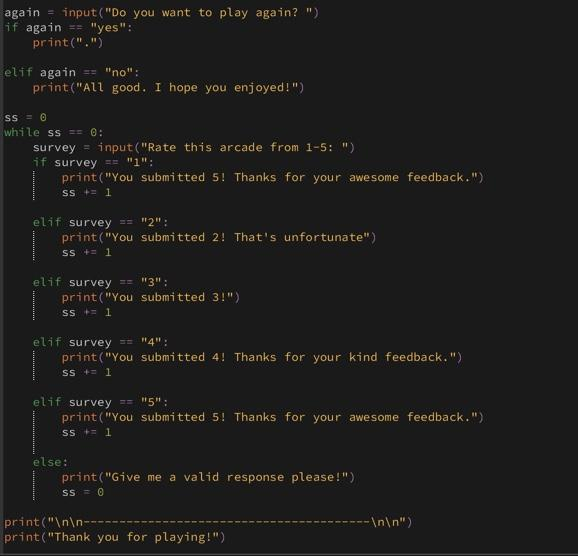 again = input("Do you want to play again? ")
if again == "yes":
    print(".")

elif again == "no":
    print("All good. I hope you enjoyed!")

ss = 0
while ss == 0:
    survey = input("Rate this arcade from 1-5: ")
    if survey == "1":
        print("You submitted 5! Thanks for your awesome feedback.")
        ss += 1

    elif survey == "2":
        print("You submitted 2! That's unfortunate")
        ss += 1

    elif survey == "3":
        print("You submitted 3!")
        ss += 1

    elif survey == "4":
        print("You submitted 4! Thanks for your kind feedback.")
        ss += 1

    elif survey == "5":
        print("You submitted 5! Thanks for your awesome feedback.")
        ss += 1

    else:
        print("Give me a valid response please!")
        ss = 0

print("\n\n----------------------------------------\n\n")
print("Thank you for playing!")